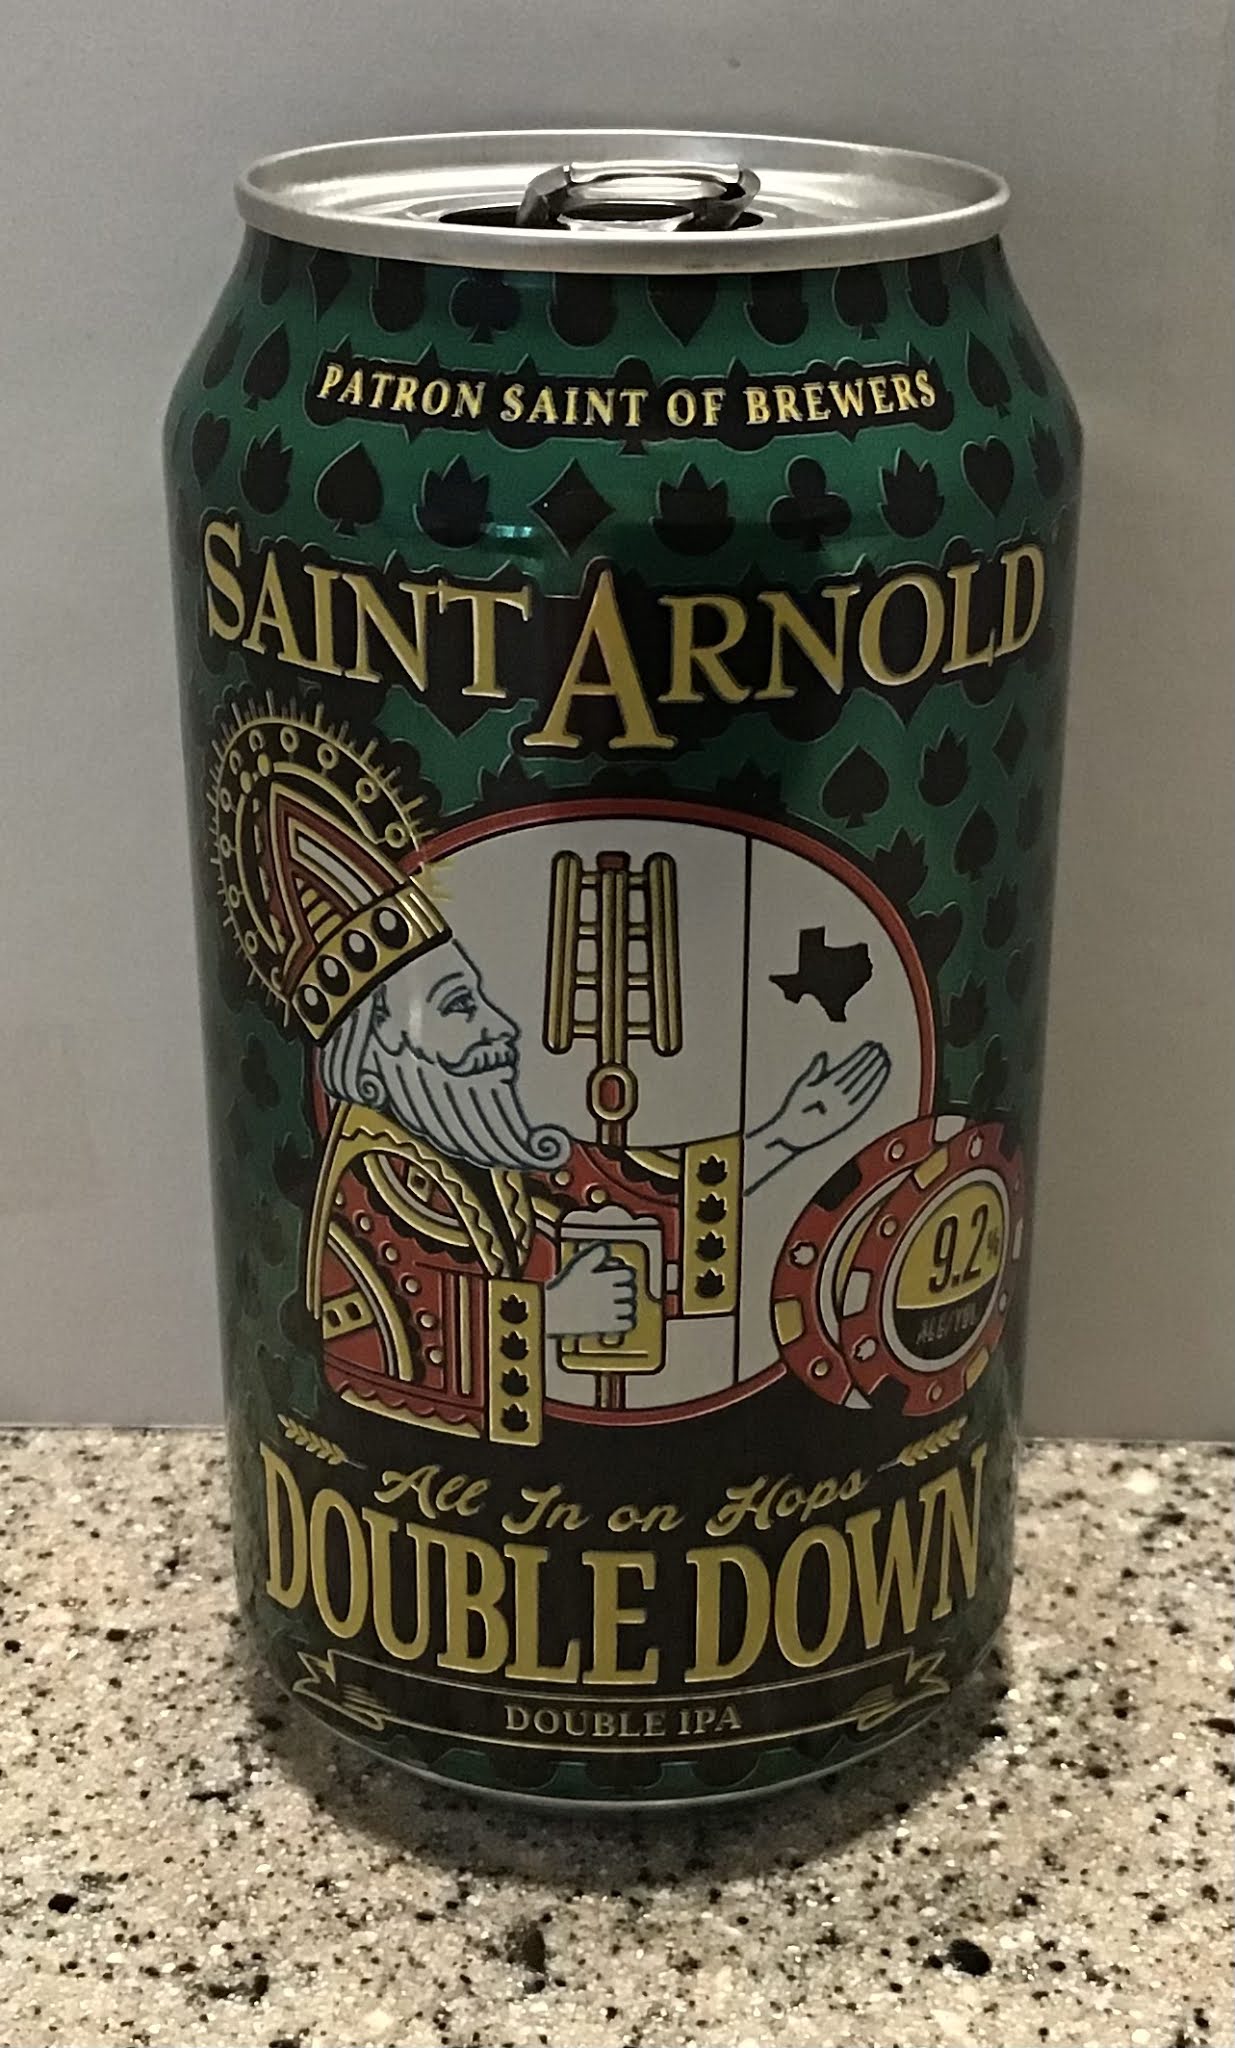 PATRON SAINT OF BREWERS
SAINT ARNOLD
9.2%
ALC/VOL
All In on Hops
DOUBLE DOWN
DOUBLE IPA